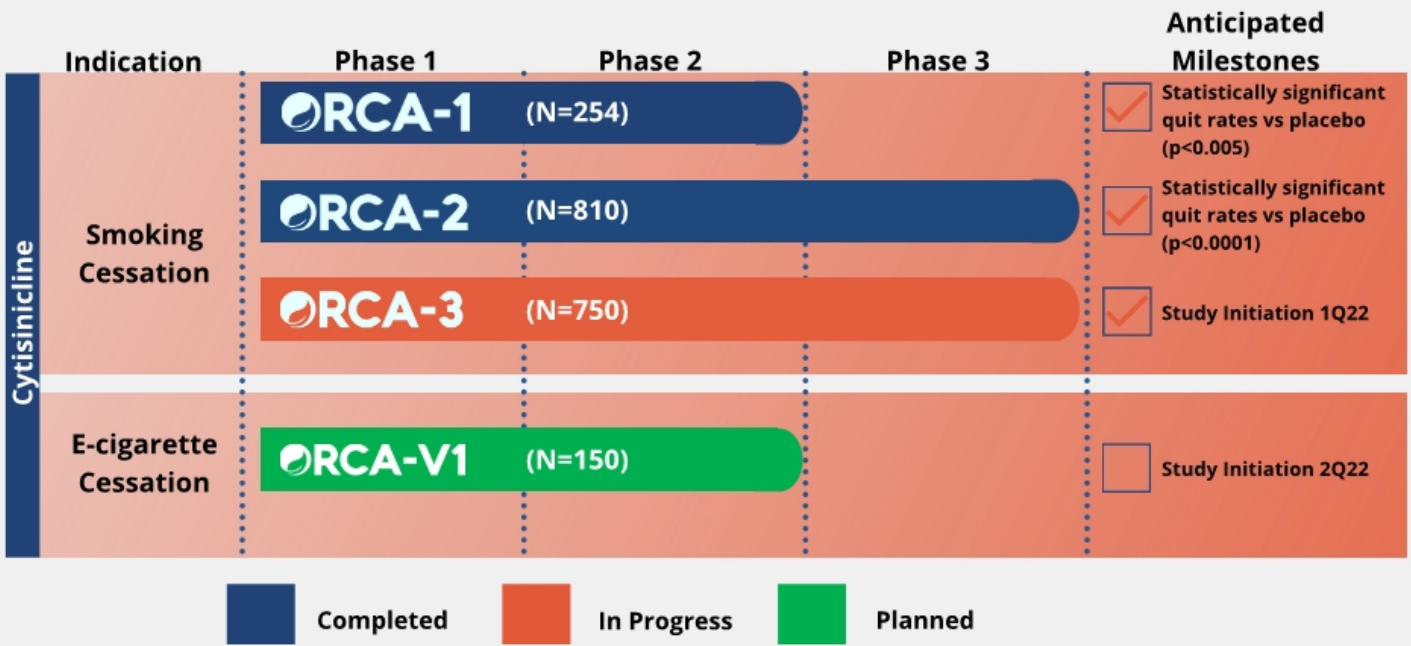 Indication
Phase 1
Phase 2
Phase 3
Anticipated
Milestones
Cytisinicline
Smoking
Cessation
ORCA-1
(N=254)
Statistically significant
quit rates vs placebo
(p<0.005)
ORCA-2
(N=810)
Statistically significant
quit rates vs placebo
(p<0.0001)
ORCA-3
(N=750)
Study Initiation 1Q22
E-cigarette
Cessation
ORCA-V1
(N=150)
Study Initiation 2Q22
Completed
In Progress
Planned